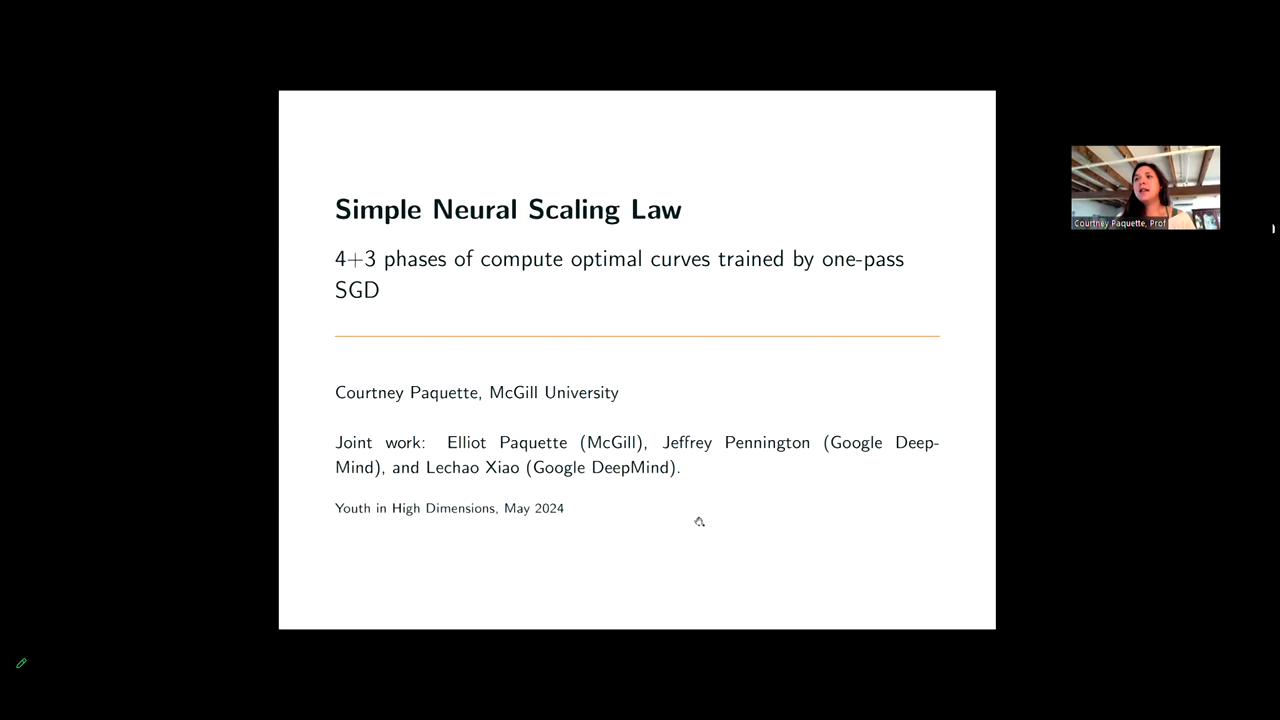 Simple Neural Scaling Law
4+3 phases of compute optimal curves trained by one-pass
SGD
Courtney Paquette, McGill University
Joint work: Elliot Paquette (McGill), Jeffrey Pennington (Google Deep-
Mind), and Lechao Xiao (Google DeepMind).
Youth in High Dimensions, May 2024
Courtney Paquette, Prof